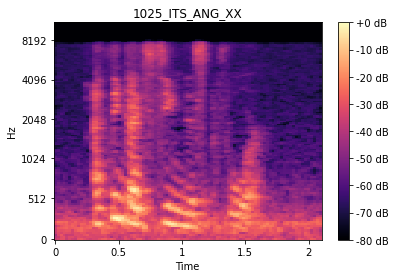 1025_ITS_ANG_XX
+0 dB
8192
-10 dB
4096
-20 dB
-30 dB
2048
Hz
-40 dB
1024
-50 dB
512
-60 dB
-70 dB
0
-80 dB
0
0.5
1
1.5
2
Time